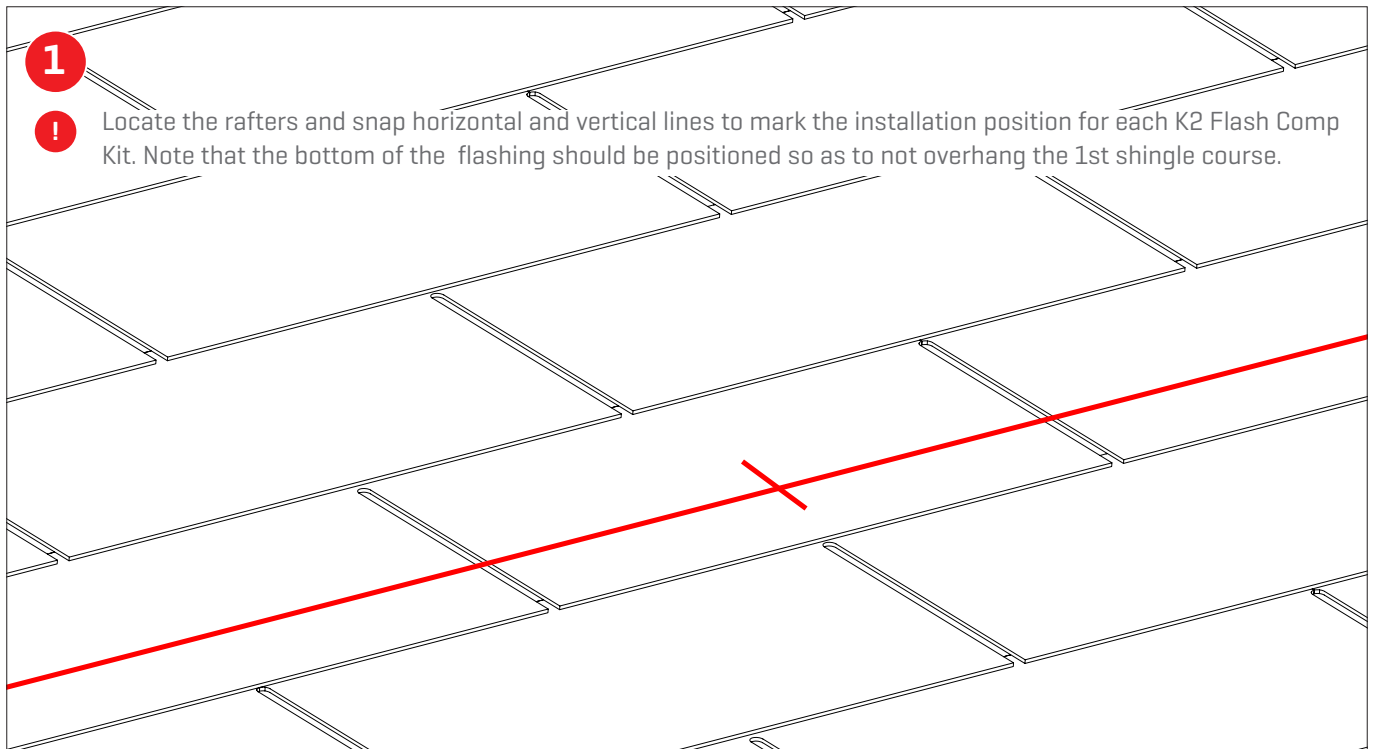 1
! Locate the rafters and snap horizontal and vertical lines to mark the installation position for each K2 Flash Comp
Kit. Note that the bottom of the  flashing should be positioned so as to not overhang the 1st shingle course.